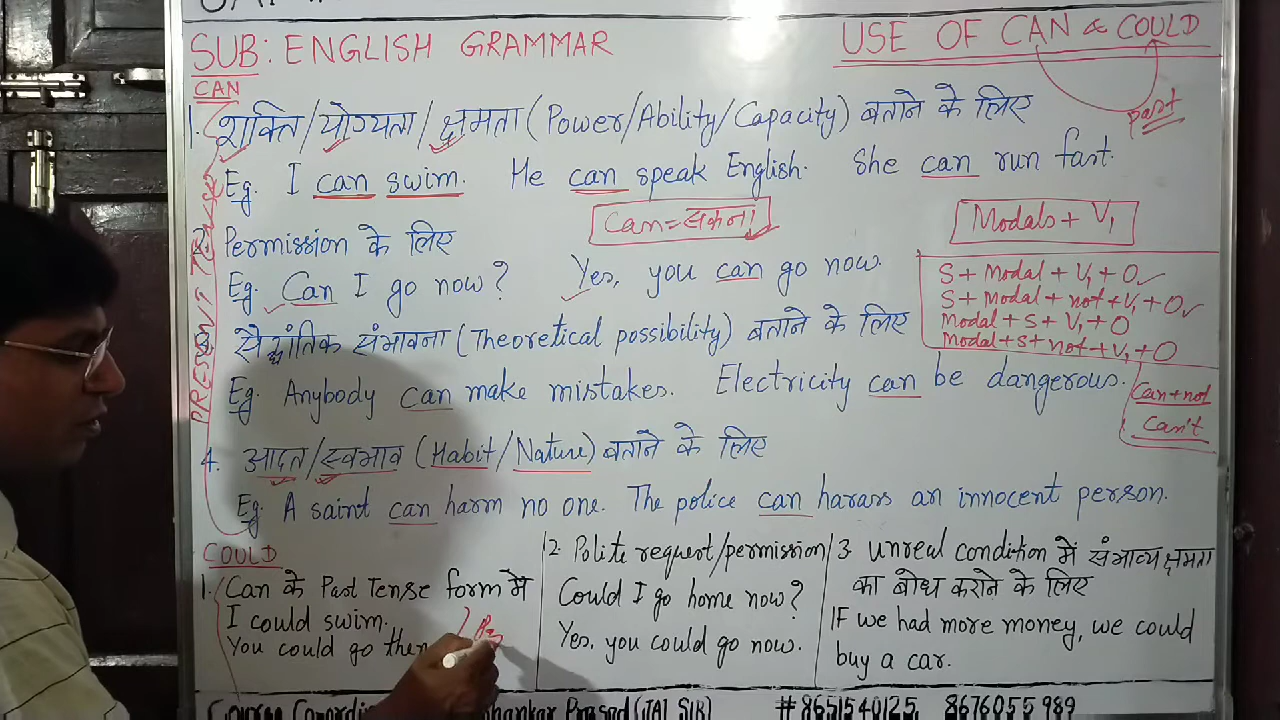 SUB: ENGLISH GRAMMAR
USE OF CAN & COULD
past
CAN
PRESENT TENSE
1. शक्ति/योग्यता/क्षमता (Power/Ability/Capacity) बताने के लिए
Eg. I can swim. He can speak English. She can run fast.
Can = सकना
Modals + V1
2. Permission के लिए
Eg. Can I go now? Yes, you can go now.
S + Modal + V1 + O
S + Modal + not + V1 + O
Modal + S + V1 + O
Modal + S + not + V1 + O
Can + not
Can't
3. सैद्धांतिक संभावना (Theoretical possibility) बताने के लिए
Eg. Anybody can make mistakes. Electricity can be dangerous.
4. आदत/स्वभाव (Habit/Nature) बताने के लिए
Eg. A saint can harm no one. The police can harass an innocent person.
COULD
1. Can के Past Tense form में
I could swim.
You could go
2. Polite request/permission
Could I go home now?
Yes, you could go now.
3. Unreal condition में संभाव्य क्षमता
का बोध कराने के लिए
If we had more money, we could
buy a car.
shankar Prasad (JAI SIR) # 8651540125, 8676055989